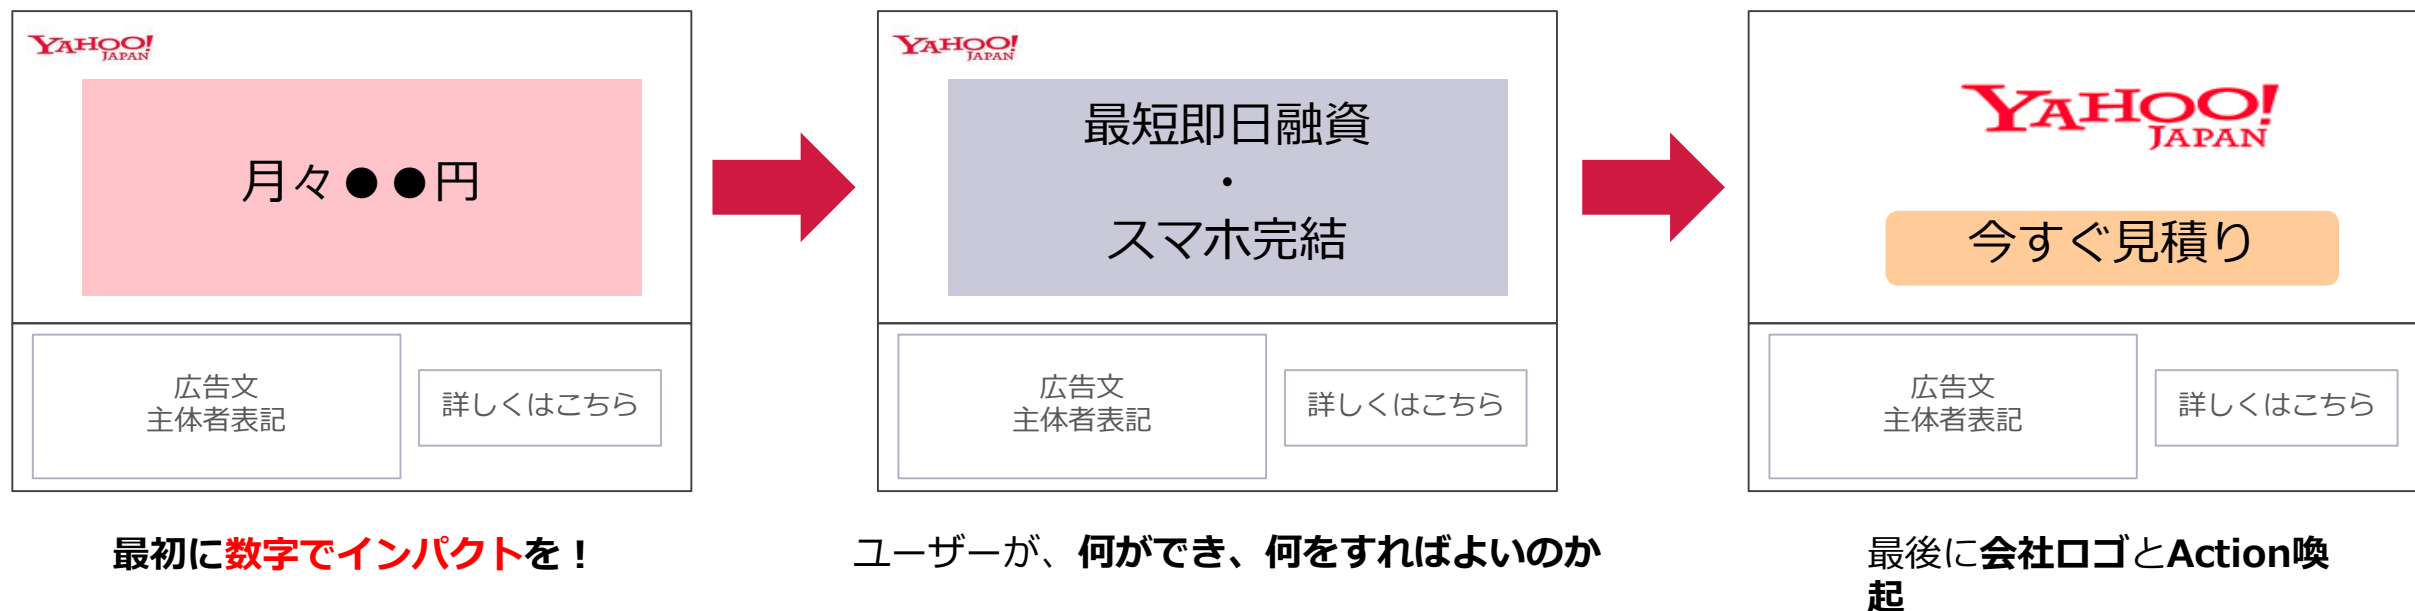 YAHOO!
JAPAN
月々●●円
広告文
主体者表記
詳しくはこちら
最初に数字でインパクトを！
YAHOO!
JAPAN
最短即日融資
・
スマホ完結
広告文
主体者表記
詳しくはこちら
ユーザーが、何ができ、何をすればよいのか
YAHOO!
JAPAN
今すぐ見積り
広告文
主体者表記
詳しくはこちら
最後に会社ロゴとAction喚
起